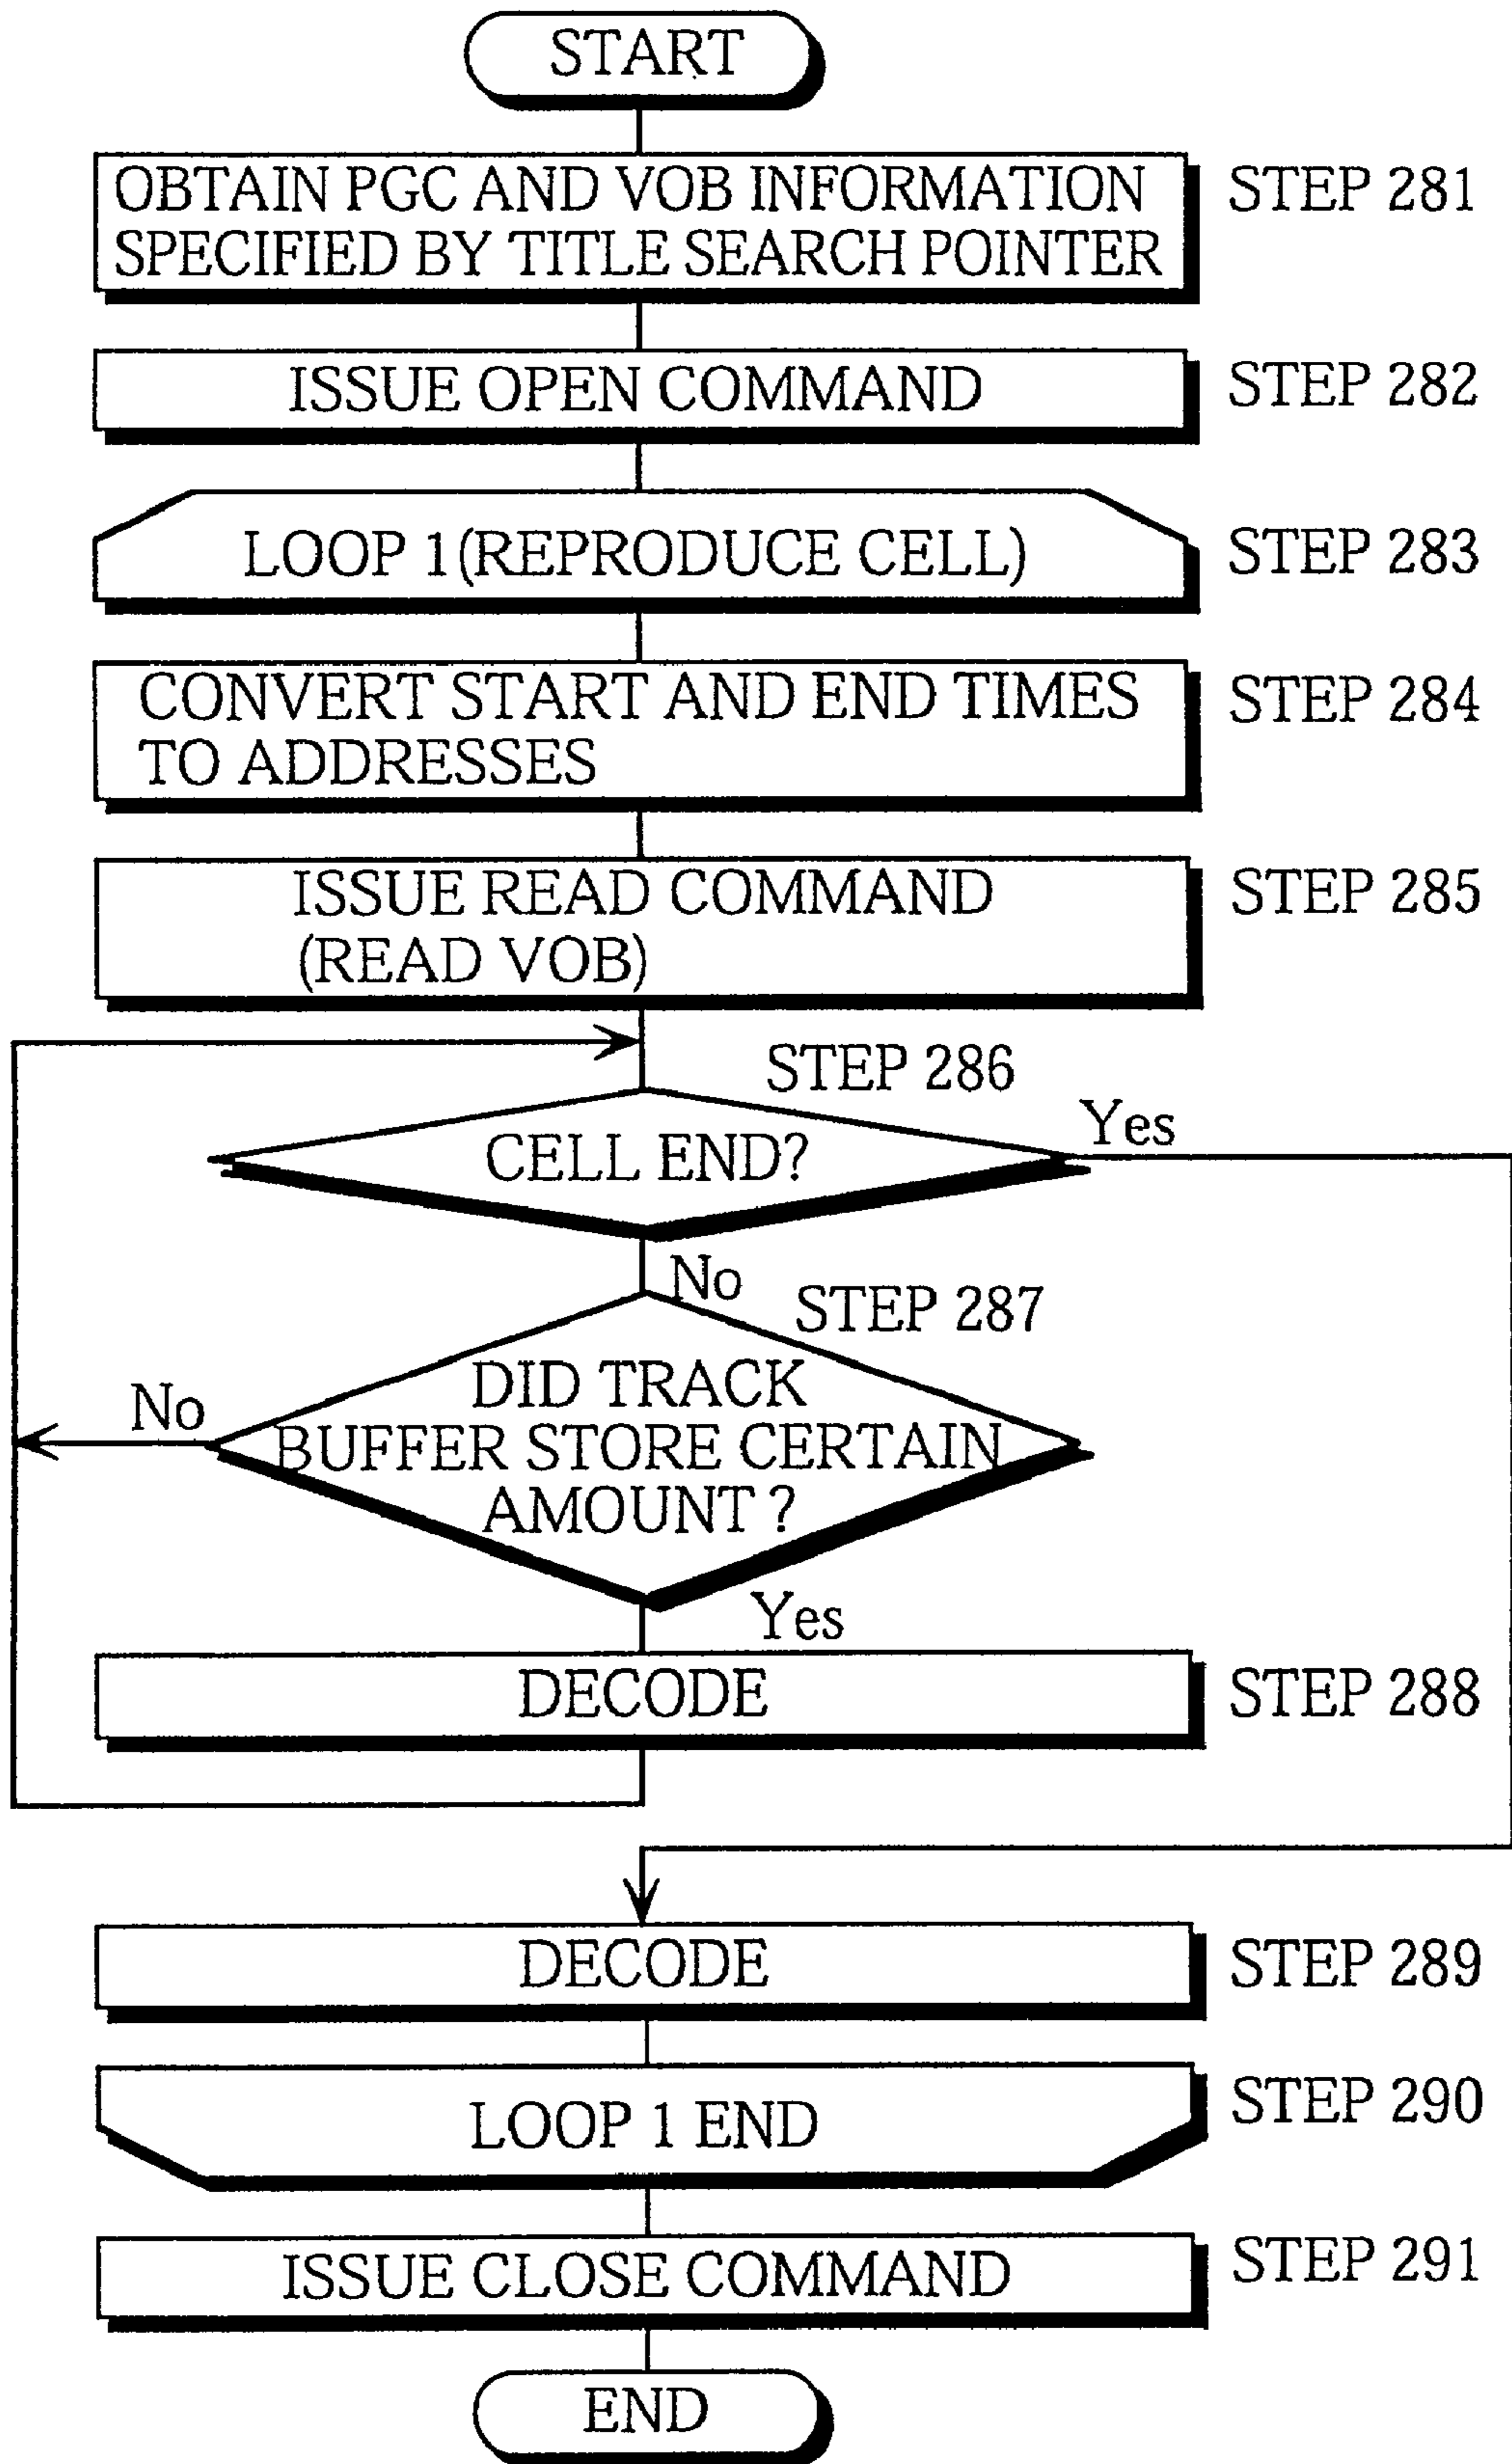 START
OBTAIN PGC AND VOB INFORMATION
SPECIFIED BY TITLE SEARCH POINTER
STEP 281
ISSUE OPEN COMMAND
STEP 282
LOOP 1 (REPRODUCE CELL)
STEP 283
CONVERT START AND END TIMES
TO ADDRESSES
STEP 284
ISSUE READ COMMAND
(READ VOB)
STEP 285
STEP 286
CELL END?
Yes
No
STEP 287
DID TRACK
BUFFER STORE CERTAIN
AMOUNT ?
No
Yes
DECODE
STEP 288
DECODE
STEP 289
LOOP 1 END
STEP 290
ISSUE CLOSE COMMAND
STEP 291
END